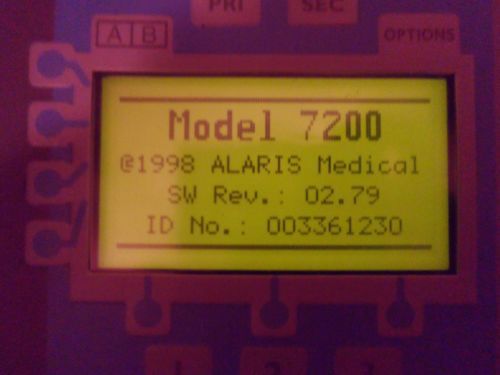 PRI SEC
A B
OPTIONS
Model 7200
©1998 ALARIS Medical
SW Rev.: 02.79
ID No.: 003361230